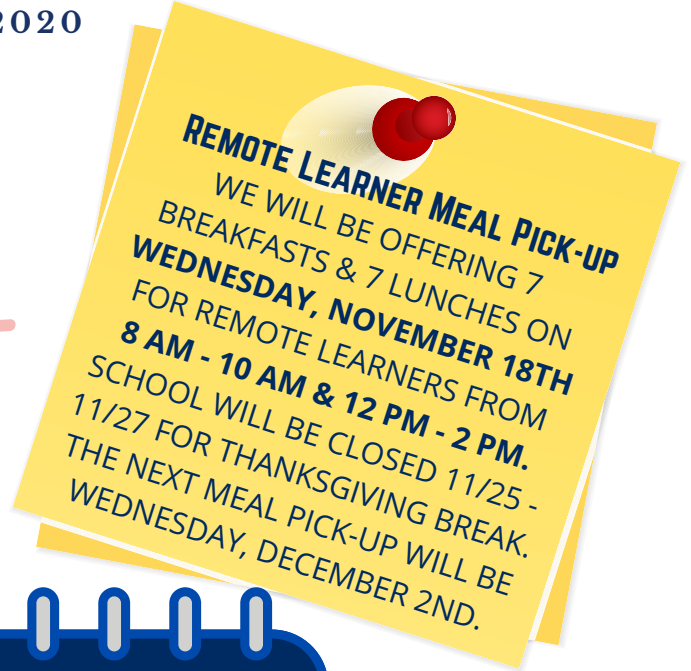 2020
REMOTE LEARNER MEAL PICK-UP
WE WILL BE OFFERING 7
BREAKFASTS & 7 LUNCHES ON
WEDNESDAY, NOVEMBER 18TH
FOR REMOTE LEARNERS FROM
8 AM - 10 AM & 12 PM - 2 PM.
SCHOOL WILL BE CLOSED 11/25 -
11/27 FOR THANKSGIVING BREAK.
THE NEXT MEAL PICK-UP WILL BE
WEDNESDAY, DECEMBER 2ND.